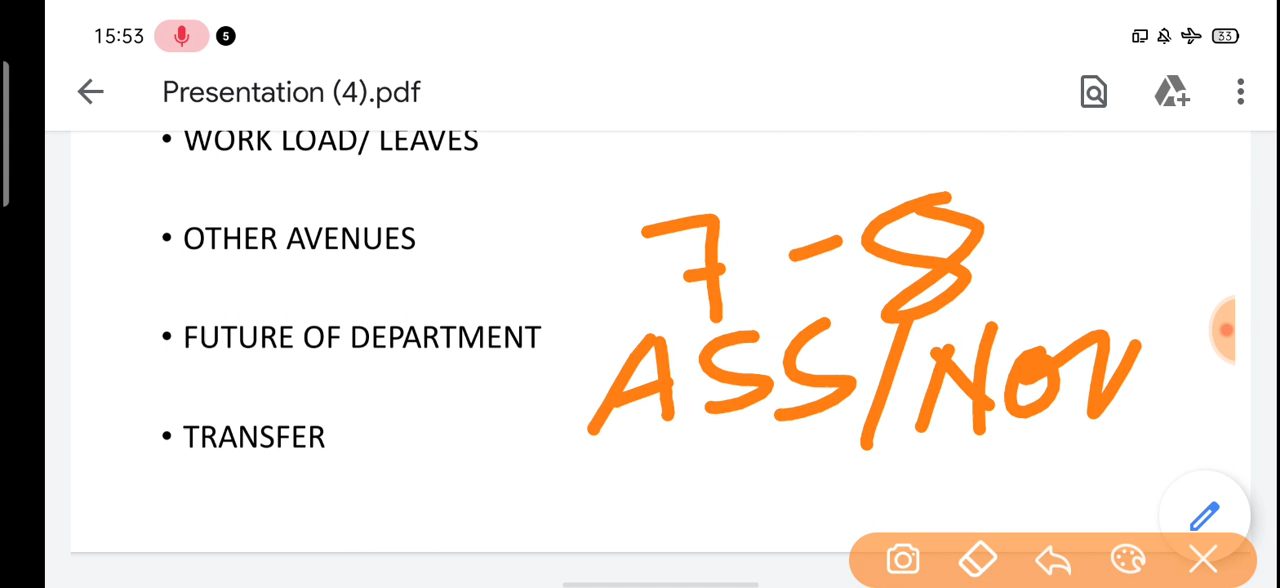 15:53 5 33
Presentation (4).pdf
• WORK LOAD/ LEAVES
• OTHER AVENUES
• FUTURE OF DEPARTMENT
• TRANSFER
7-8
ASS/NOV